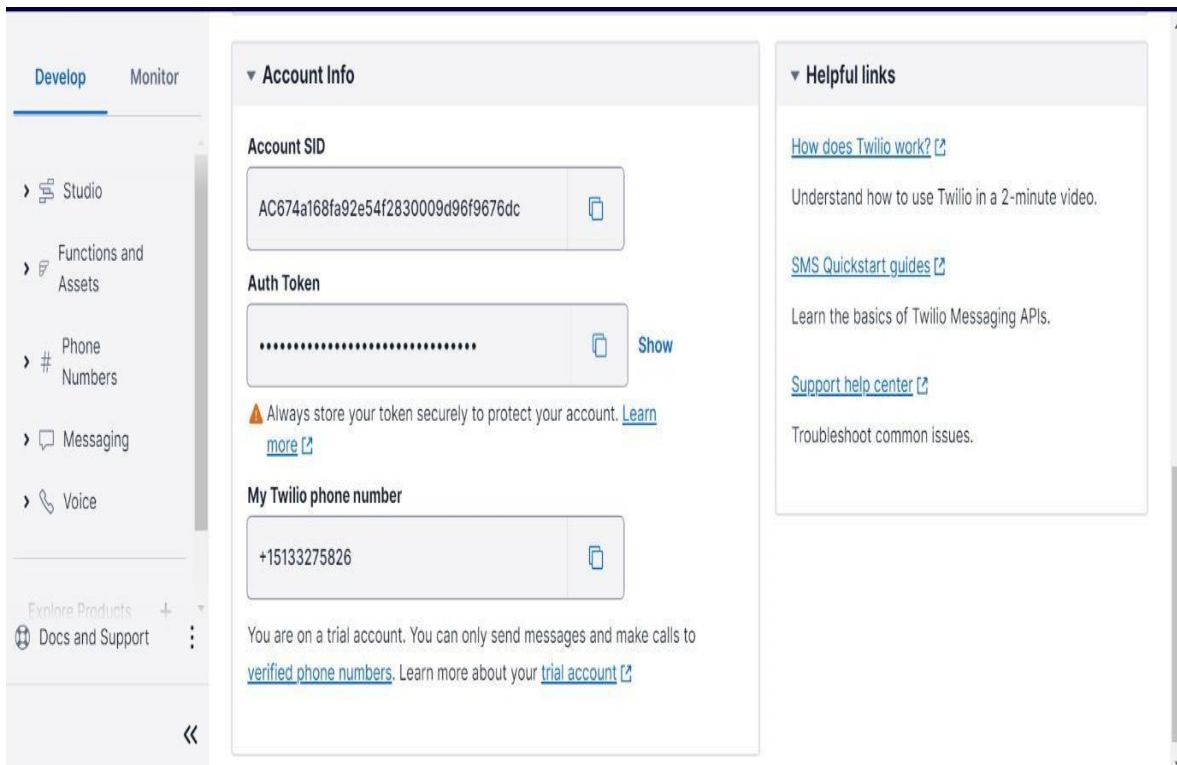 Develop
Monitor
Studio
Functions and
Assets
Phone
Numbers
Messaging
Voice
Explore Products
Docs and Support
Account Info
Account SID
AC674a168fa92e54f2830009d96f9676dc
Auth Token
••••••••••••••••••••••••••••••••
Show
Always store your token securely to protect your account. Learn
more
My Twilio phone number
+15133275826
You are on a trial account. You can only send messages and make calls to
verified phone numbers. Learn more about your trial account
Helpful links
How does Twilio work?
Understand how to use Twilio in a 2-minute video.
SMS Quickstart guides
Learn the basics of Twilio Messaging APIs.
Support help center
Troubleshoot common issues.